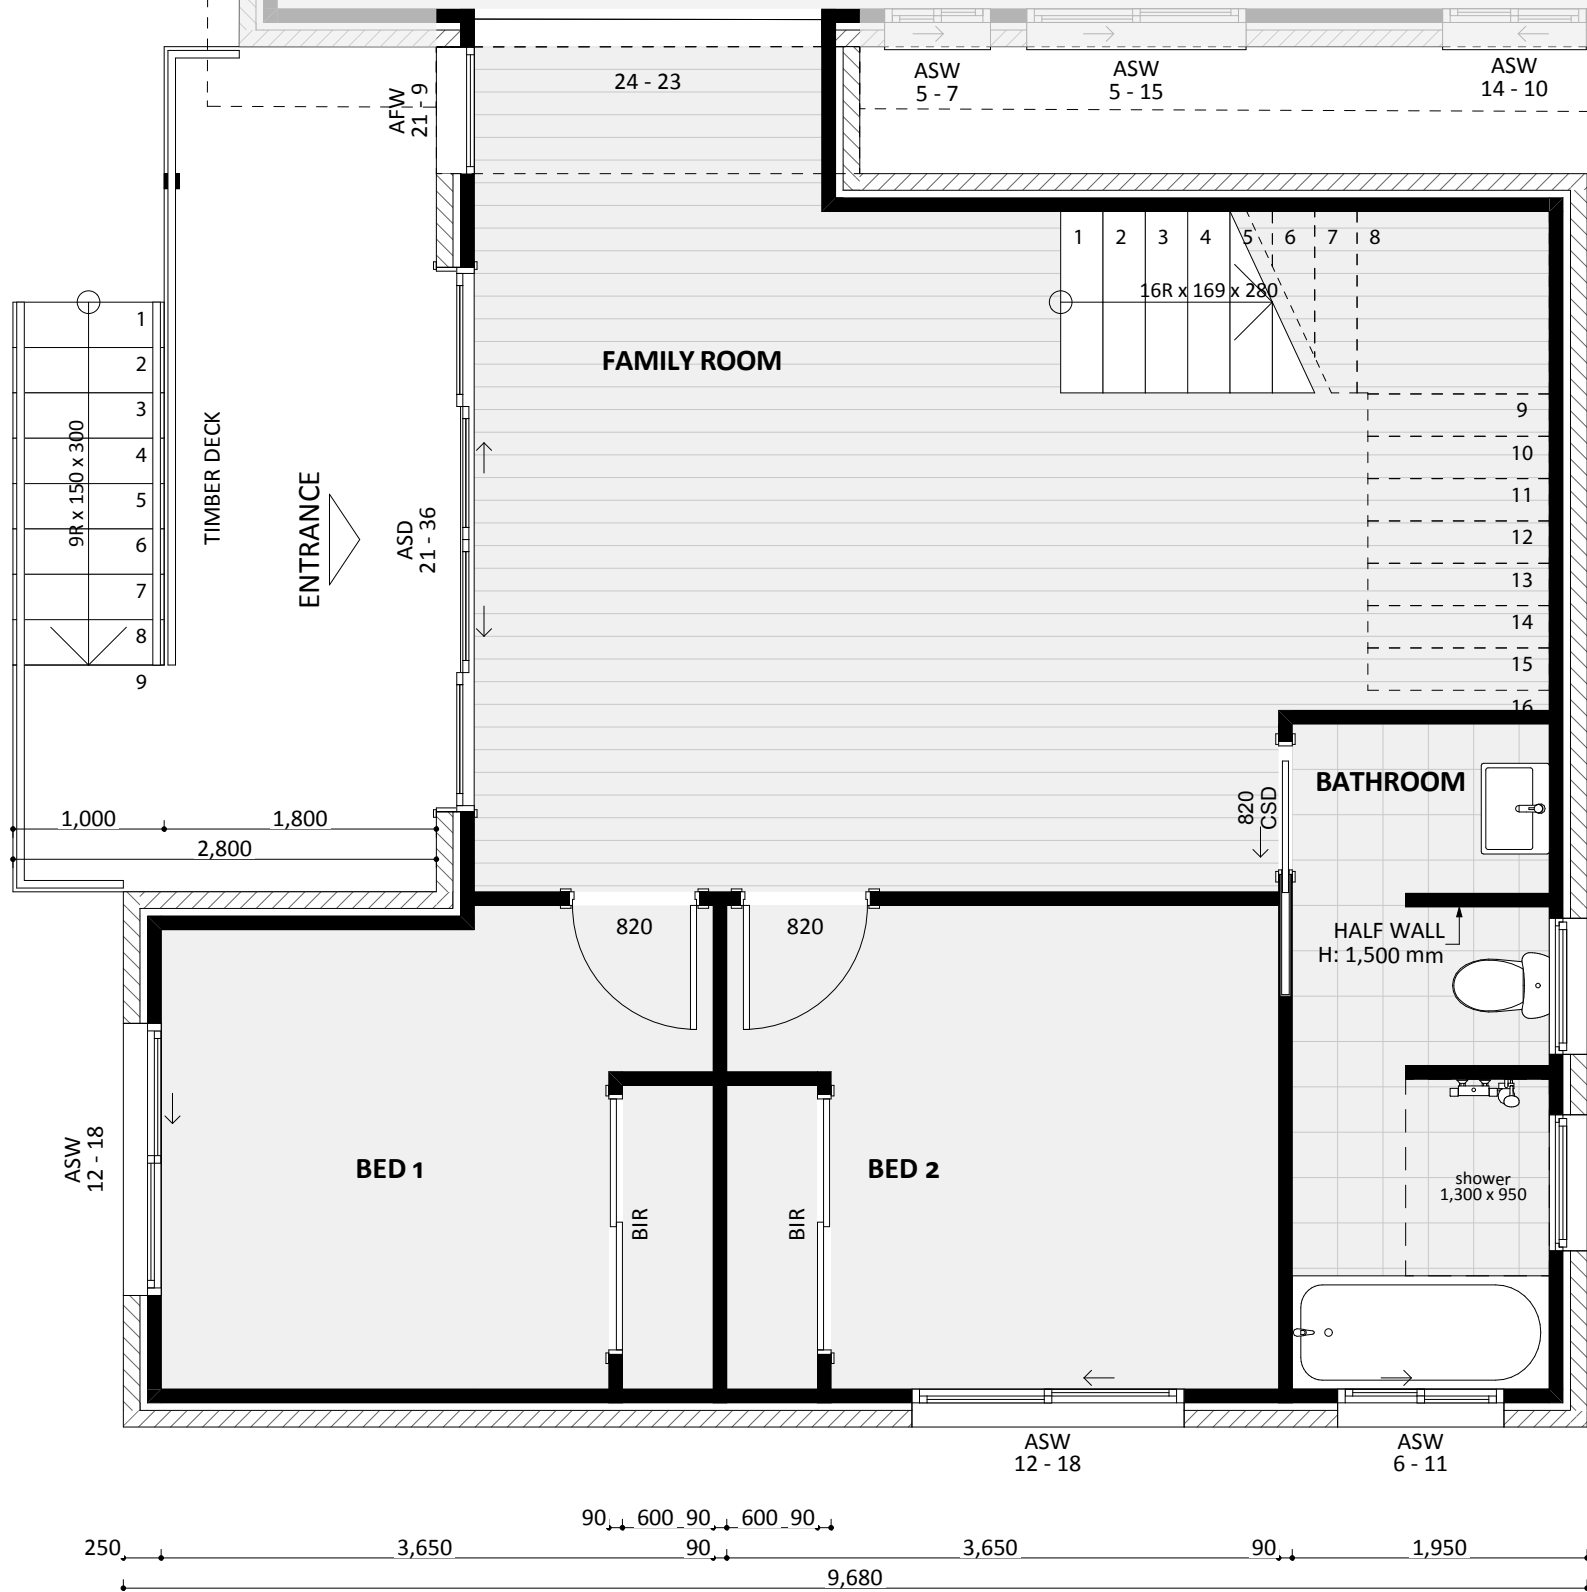 24 - 23
ASW
5 - 7
ASW
5 - 15
ASW
14 - 10
AFW
21 9
1
2
3
4
5
6
7
8
16R x 169 x 280
9
10
11
12
13
14
15
16
FAMILY ROOM
1
2
3
4
5
6
7
8
9
9R x 150 x 300
TIMBER DECK
ENTRANCE
ASD
21 - 36
1,000
1,800
2,800
820
CSD
BATHROOM
820
820
HALF WALL
H: 1,500 mm
ASW
12 - 18
BED 1
BIR
BIR
BED 2
shower
1,300 x 950
ASW
12 - 18
ASW
6 - 11
90 600 90 600 90
250 3,650 90 3,650 90 1,950
9,680